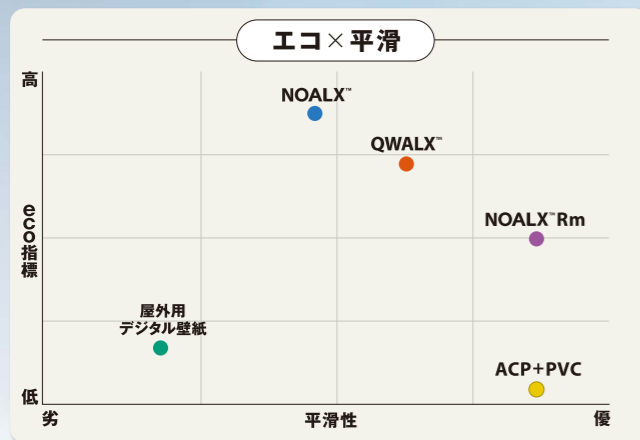 エコ×平滑
高
NOALX™
QWALX™
NOALX™Rm
eco指標
屋外用
デジタル壁紙
ACP+PVC
低
劣
平滑性
優